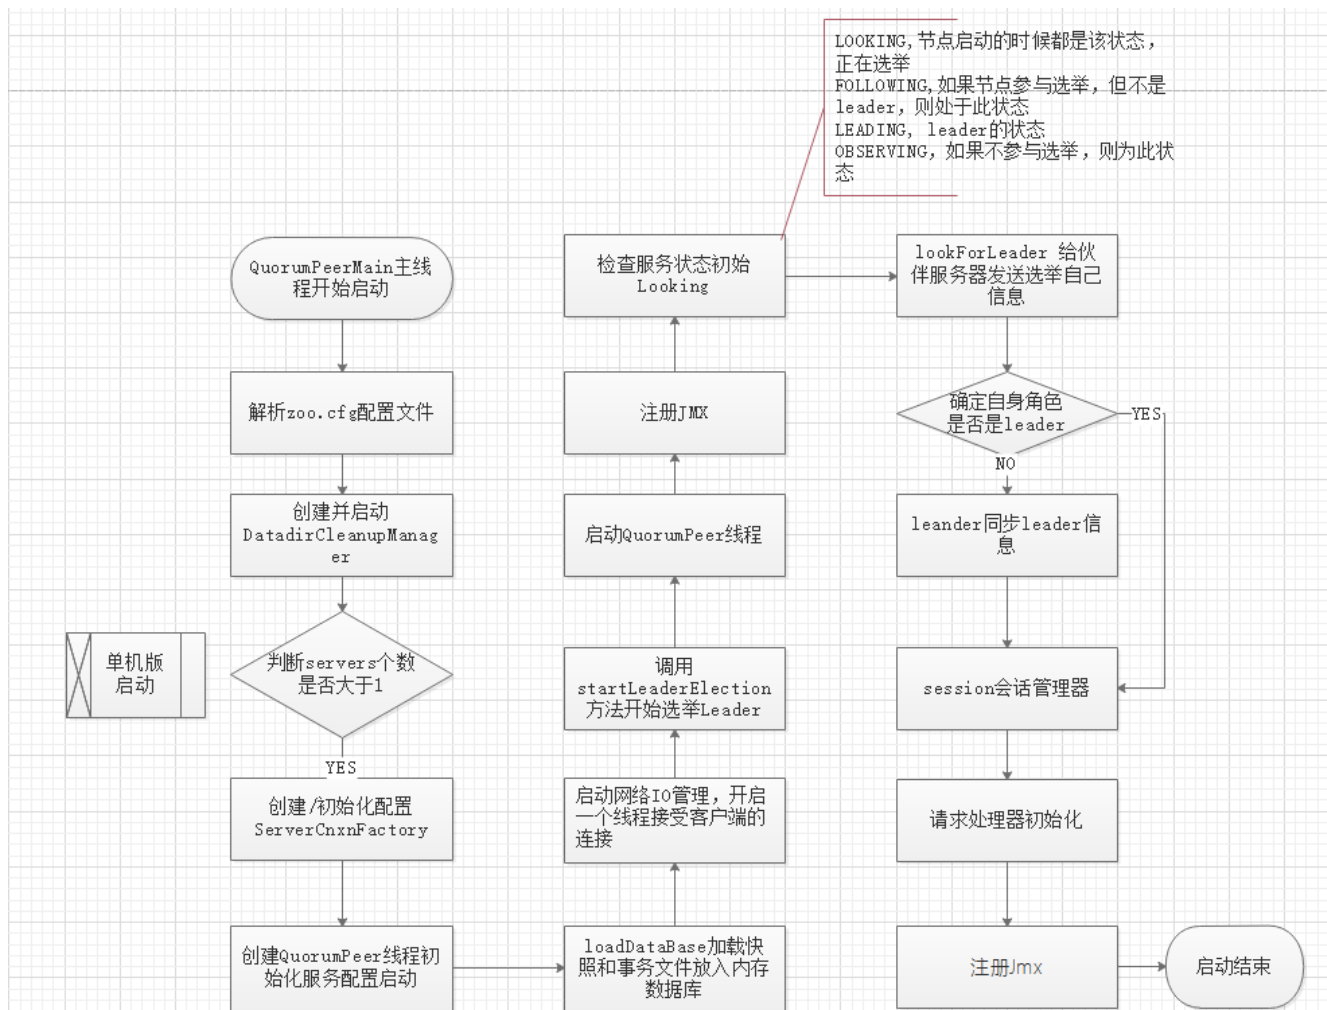 LOOKING,节点启动的时候都是该状态，
正在选举
FOLLOWING,如果节点参与选举，但不是
leader，则处于此状态
LEADING，leader的状态
OBSERVING，如果不参与选举，则为此状
态
QuorumPeerMain主线
程开始启动
解析zoo.cfg配置文件
创建并启动
DatadirCleanupManag
er
判断servers个数
是否大于1
YES
单机版
启动
创建/初始化配置
ServerCnxnFactory
创建QuorumPeer线程初
始化服务配置启动
loadDataBase加载快
照和事务文件放入内存
数据库
启动网络IO管理，开启
一个线程接受客户端的
连接
调用
startLeaderElection
方法开始选举Leader
启动QuorumPeer线程
注册JMX
检查服务状态初始
Looking
lookForLeader 给伙
伴服务器发送选举自己
信息
确定自身角色
是否是leader
YES
NO
leander同步leader信
息
session会话管理器
请求处理器初始化
注册Jmx
启动结束